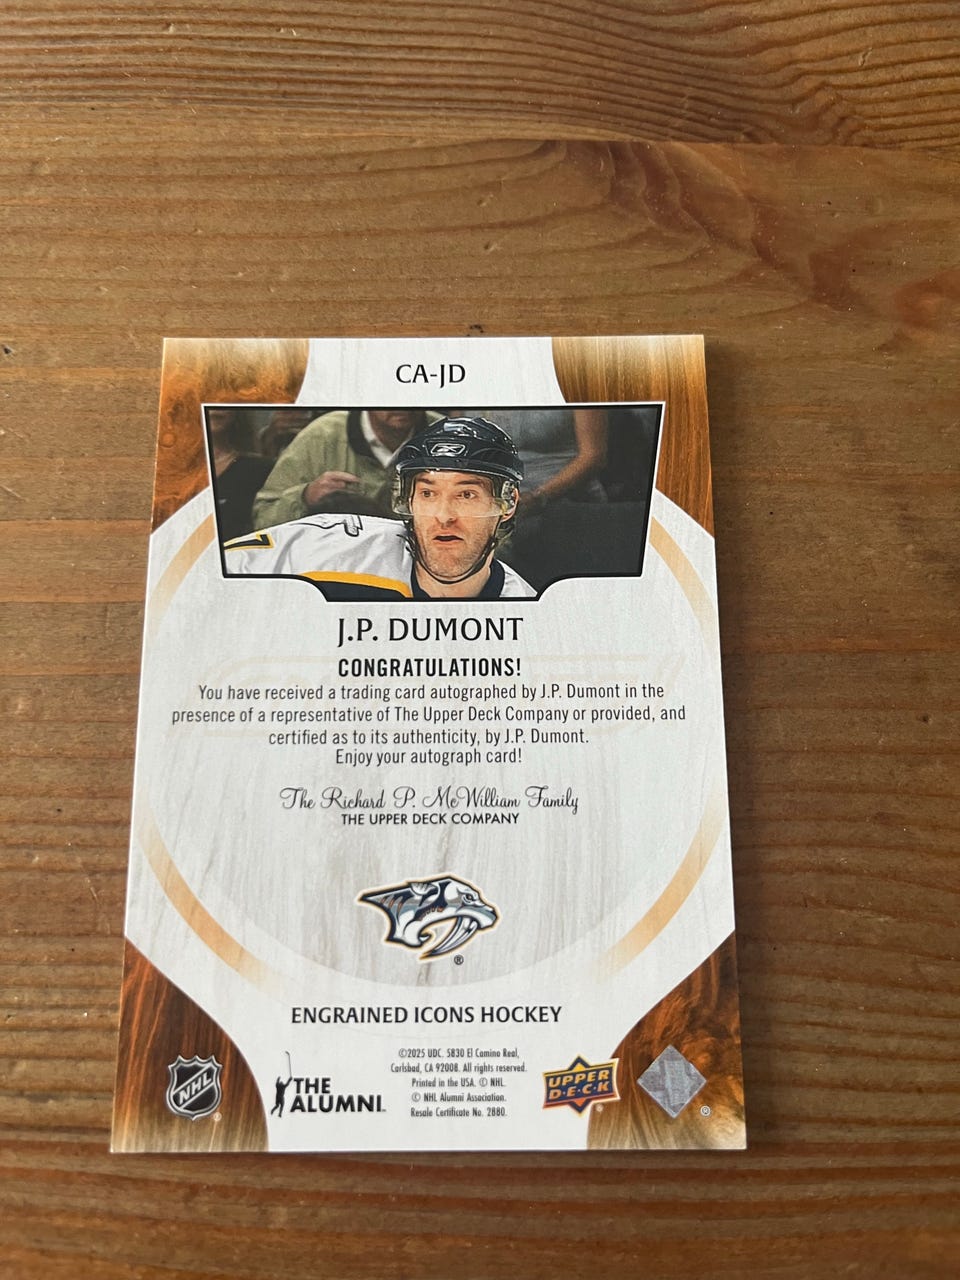 CA-JD
J.P. DUMONT
CONGRATULATIONS!
You have received a trading card autographed by J.P. Dumont in the
presence of a representative of The Upper Deck Company or provided, and
certified as to its authenticity, by J.P. Dumont.
Enjoy your autograph card!
The Richard P. McWilliam Family
THE UPPER DECK COMPANY
®
ENGRAINED ICONS HOCKEY
©2025 UDC. 5830 El Camino Real,
Carlsbad, CA 92008. All rights reserved.
Printed in the USA. © NHL.
© NHL Alumni Association.
Resale Certificate No. 2880.
NHL ®
THE
ALUMNI™
UPPER
D·E·C·K ®
®